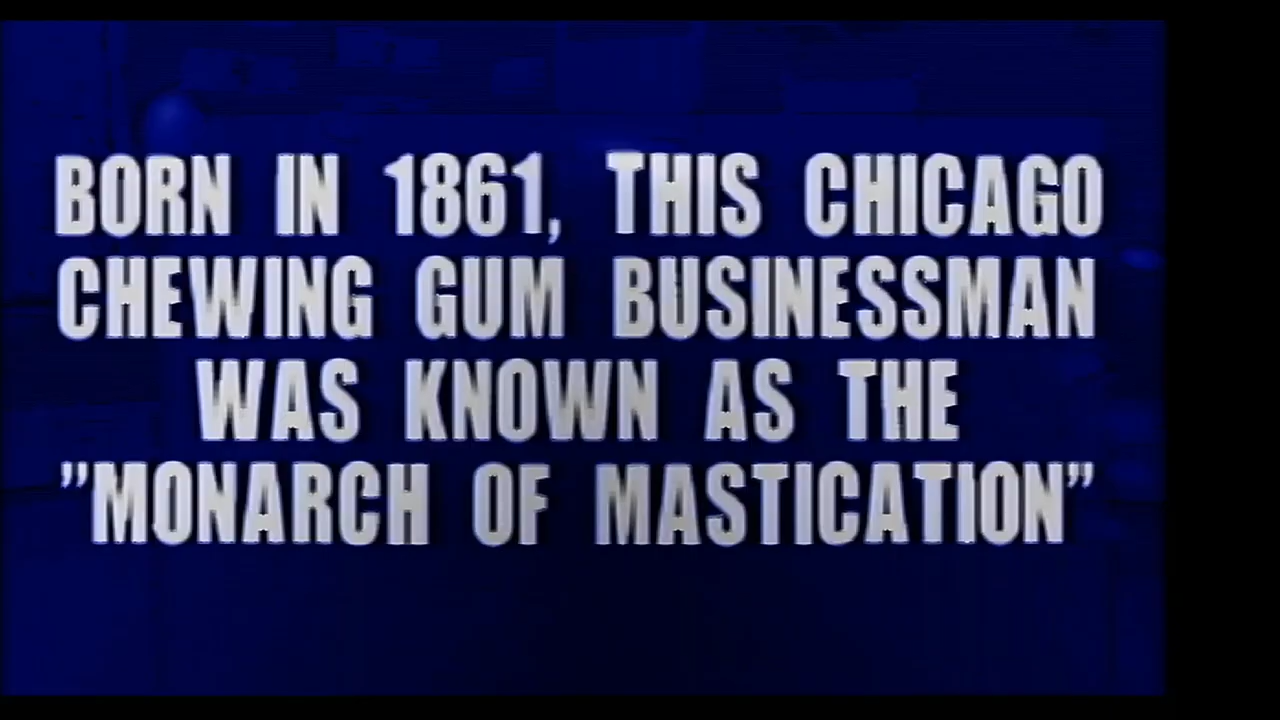 BORN IN 1861, THIS CHICAGO
CHEWING GUM BUSINESSMAN
WAS KNOWN AS THE
"MONARCH OF MASTICATION"